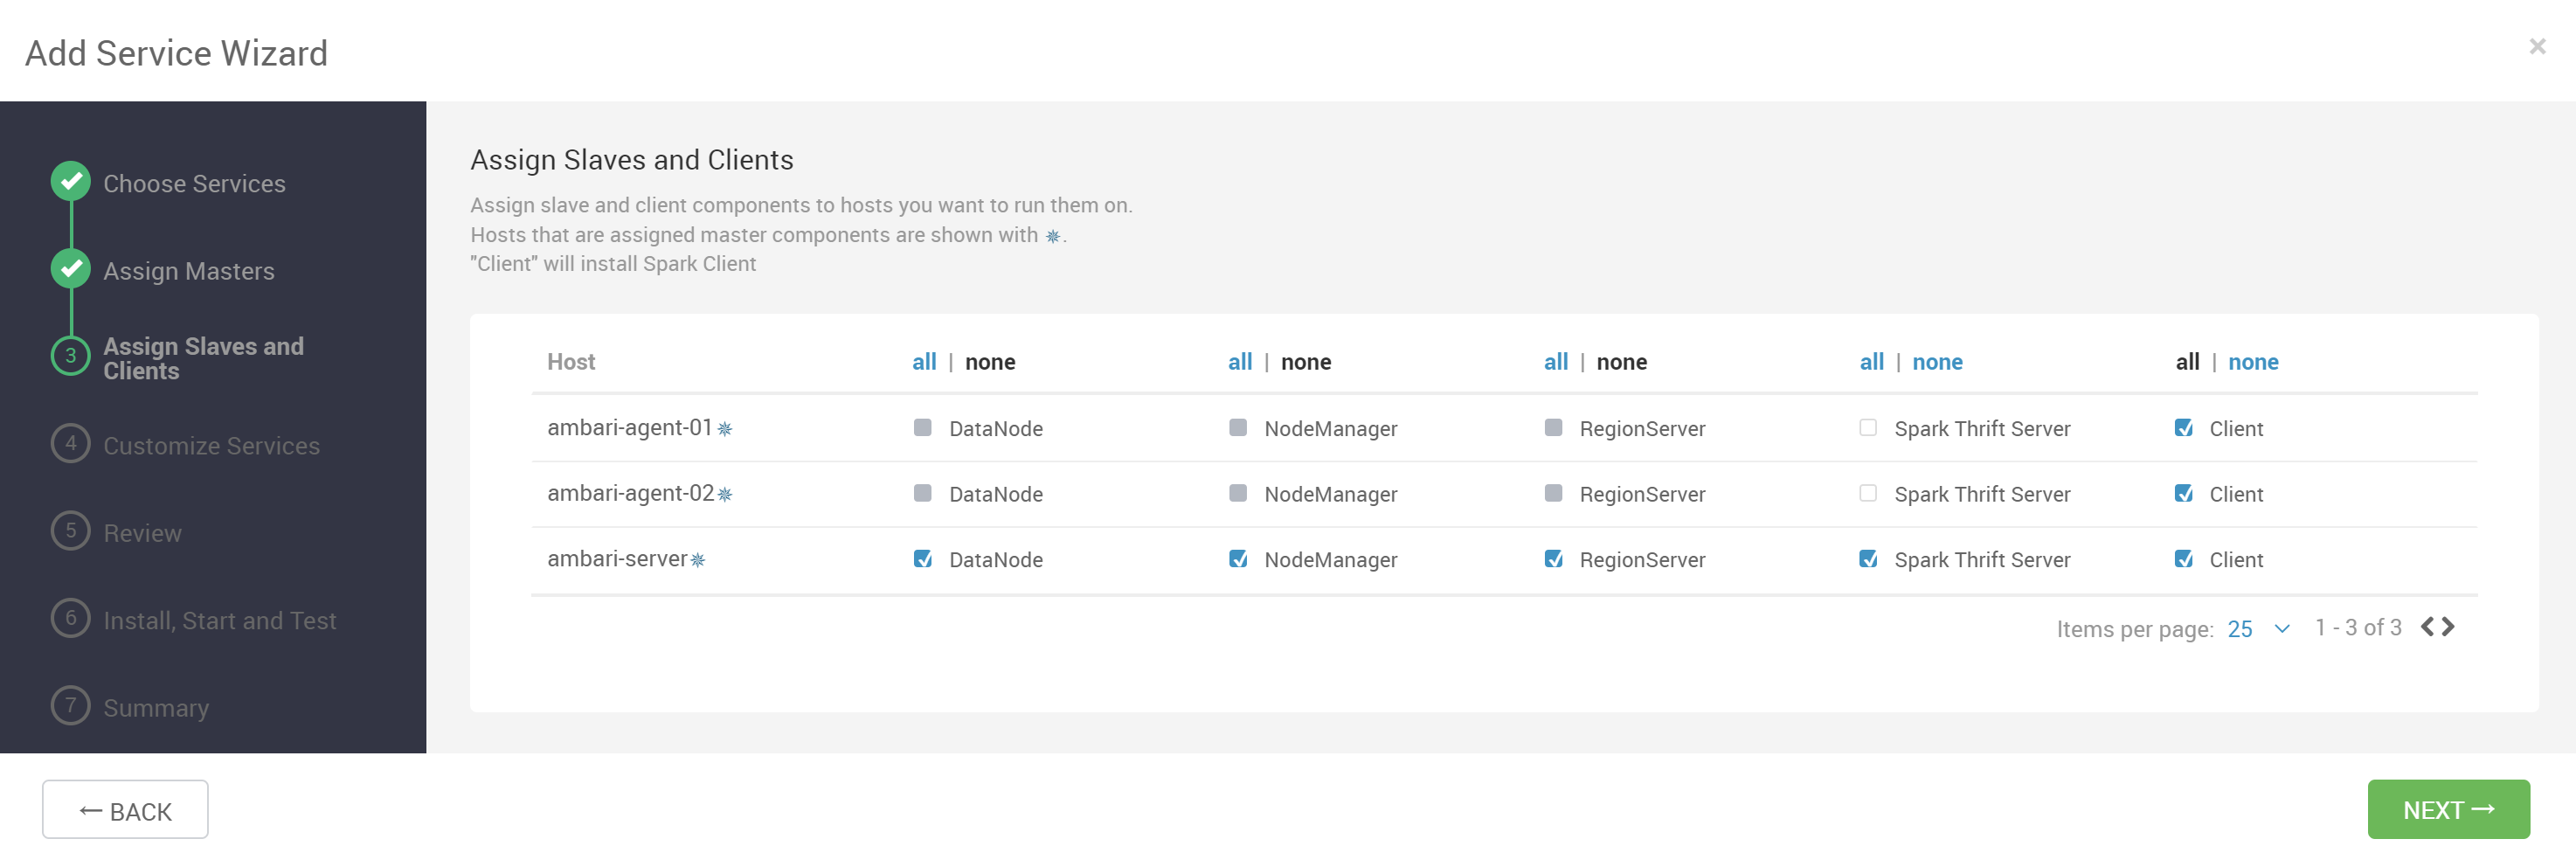 Add Service Wizard
×
Choose Services
Assign Masters
3 Assign Slaves and
Clients
4 Customize Services
5 Review
6 Install, Start and Test
7 Summary
Assign Slaves and Clients
Assign slave and client components to hosts you want to run them on.
Hosts that are assigned master components are shown with ✵.
"Client" will install Spark Client
Host all | none all | none all | none all | none all | none
ambari-agent-01✵ DataNode NodeManager RegionServer Spark Thrift Server Client
ambari-agent-02✵ DataNode NodeManager RegionServer Spark Thrift Server Client
ambari-server✵ DataNode NodeManager RegionServer Spark Thrift Server Client
Items per page: 25 1 - 3 of 3
← BACK
NEXT →